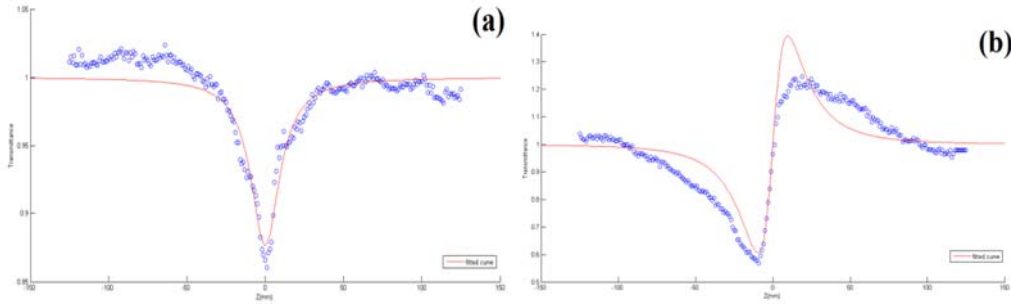 (a)
1.05
1
0.95
0.9
0.85
Transmittance
-150 -100 -50 0 50 100 150
Z(mm)
fitted curve
(b)
1.4
1.3
1.2
1.1
1
0.9
0.8
0.7
0.6
0.5
Transmittance
-150 -100 -50 0 50 100 150
Z(mm)
fitted curve